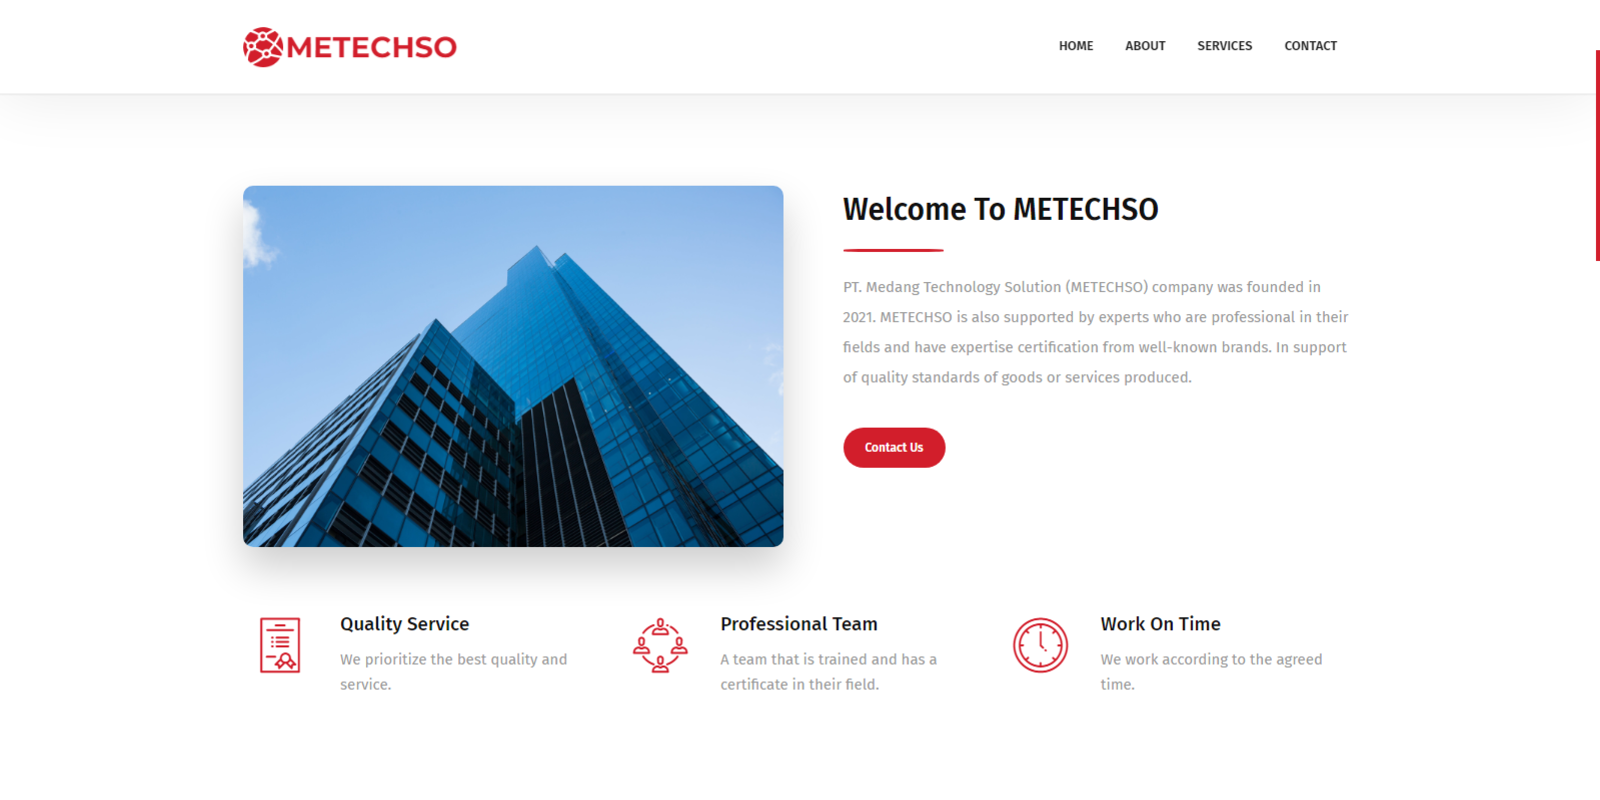 METECHSO
HOME ABOUT SERVICES CONTACT
Welcome To METECHSO
PT. Medang Technology Solution (METECHSO) company was founded in
2021. METECHSO is also supported by experts who are professional in their
fields and have expertise certification from well-known brands. In support
of quality standards of goods or services produced.
Contact Us
Quality Service
We prioritize the best quality and
service.
Professional Team
A team that is trained and has a
certificate in their field.
Work On Time
We work according to the agreed
time.